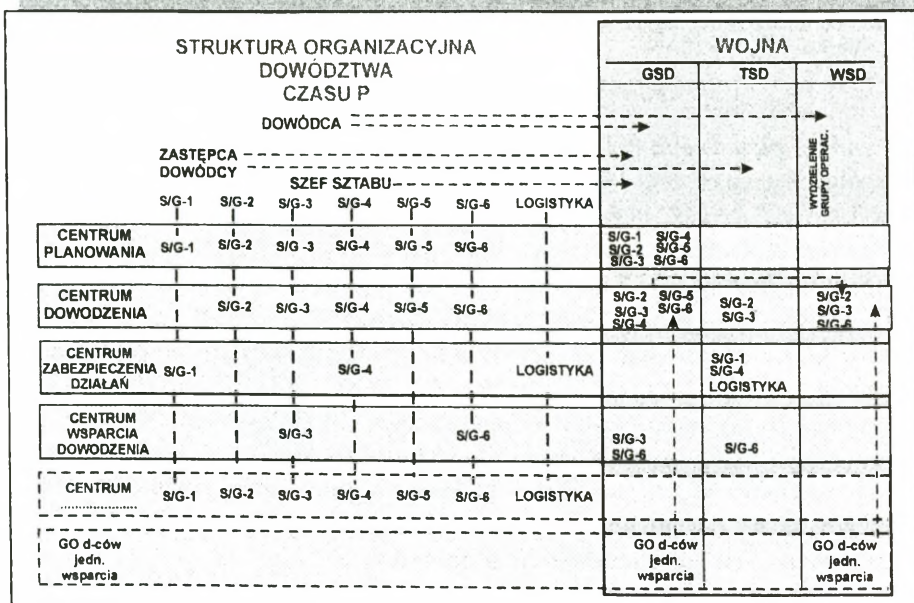 STRUKTURA ORGANIZACYJNA
DOWÓDZTWA
CZASU P
WOJNA
GSD TSD WSD
DOWÓDCA
ZASTĘPCA
DOWÓDCY
SZEF SZTABU
WYDZIELENIE
GRUPY OPERAC.
S/G-1 S/G-2 S/G-3 S/G-4 S/G-5 S/G-6 LOGISTYKA
CENTRUM
PLANOWANIA
S/G-1 S/G-2 S/G -3 S/G-4 S/G -5 S/G-6
S/G-1 S/G-4
S/G-2 S/G-5
S/G-3 S/G-6
CENTRUM
DOWODZENIA
S/G-2 S/G-3 S/G-4 S/G-5 S/G-6
S/G-2 S/G-5
S/G-3 S/G-6
S/G-4
S/G-2
S/G-3
S/G-2
S/G-3
S/G-6
CENTRUM
ZABEZPIECZENIA
DZIAŁAŃ
S/G-1 S/G-4 LOGISTYKA
S/G-1
S/G-4
LOGISTYKA
CENTRUM
WSPARCIA
DOWODZENIA
S/G-3 S/G-6
S/G-3
S/G-6
S/G-6
CENTRUM
....................
S/G-1 S/G-2 S/G-3 S/G-4 S/G-5 S/G-6 LOGISTYKA
GO d-ców
jedn.
wsparcia
GO d-ców
jedn.
wsparcia
GO d-ców
jedn.
wsparcia